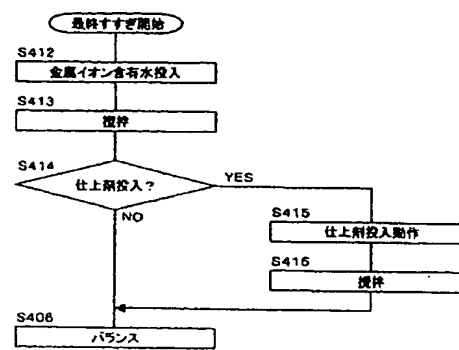 最終すすぎ開始
S412
金属イオン含有水投入
S413
攪拌
S414
仕上剤投入?
YES
NO
S415
仕上剤投入動作
S416
攪拌
S406
バランス